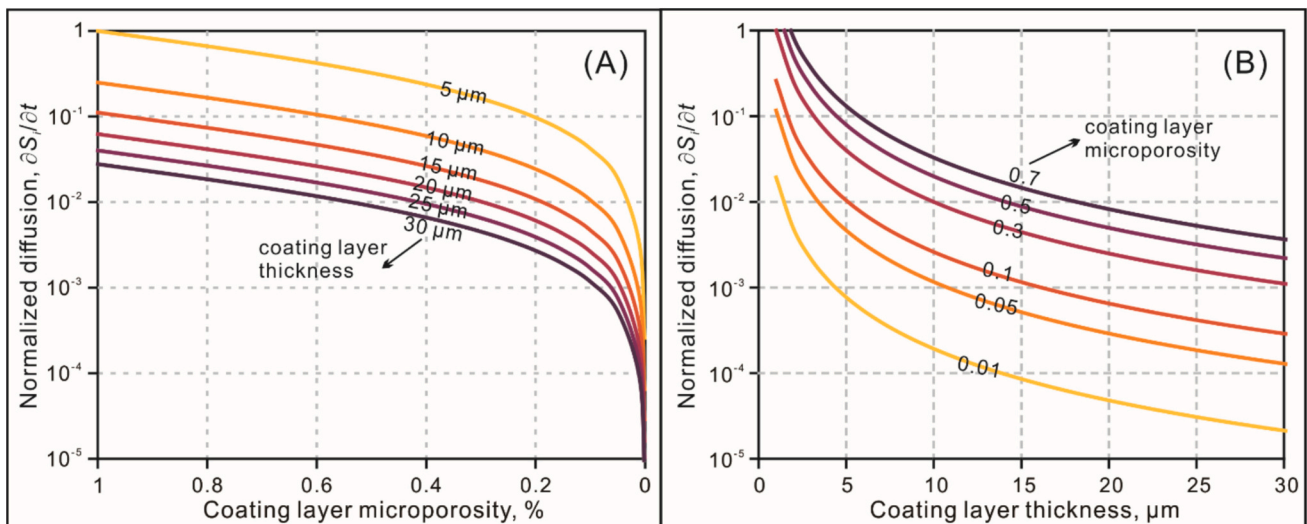 (A)
1
10⁻¹
10⁻²
10⁻³
10⁻⁴
10⁻⁵
Normalized diffusion, ∂Sᵢ/∂t
5 µm
10 µm
15 µm
20 µm
25 µm
30 µm
coating layer
thickness
1
0.8
0.6
0.4
0.2
0
Coating layer microporosity, %
(B)
1
10⁻¹
10⁻²
10⁻³
10⁻⁴
10⁻⁵
Normalized diffusion, ∂Sᵢ/∂t
coating layer
microporosity
0.7
0.5
0.3
0.1
0.05
0.01
0
5
10
15
20
25
30
Coating layer thickness, µm